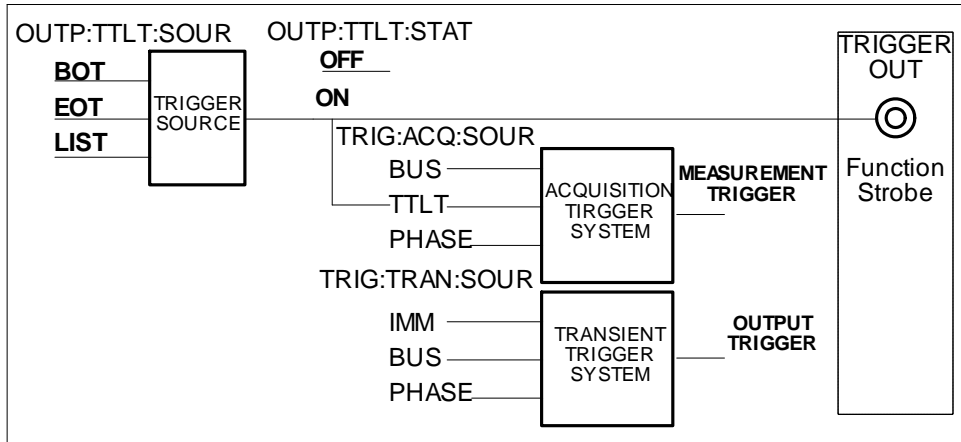 OUTP:TTLT:SOUR
OUTP:TTLT:STAT
BOT
EOT
LIST
TRIGGER
SOURCE
OFF
ON
TRIGGER
OUT
Function
Strobe
TRIG:ACQ:SOUR
BUS
TTLT
PHASE
ACQUISITION
TIRGGER
SYSTEM
MEASUREMENT
TRIGGER
TRIG:TRAN:SOUR
IMM
BUS
PHASE
TRANSIENT
TRIGGER
SYSTEM
OUTPUT
TRIGGER